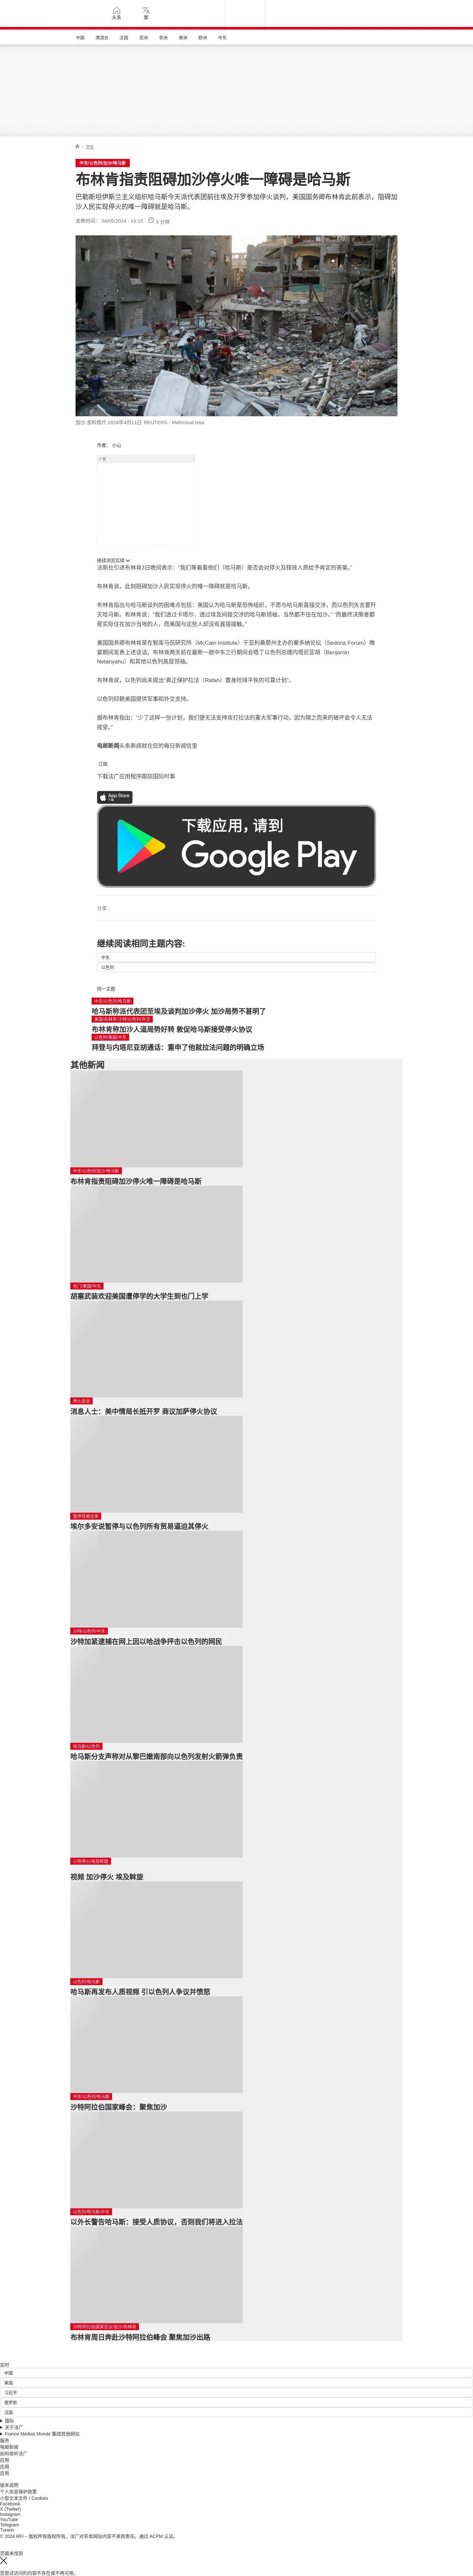 头条
繁
中国
港澳台
法国
亚洲
非洲
美洲
欧洲
中东
/ 中东
中东/以色列/加沙/哈马斯
布林肯指责阻碍加沙停火唯一障碍是哈马斯
巴勒斯坦伊斯兰主义组织哈马斯今天派代表团前往埃及开罗参加停火谈判，美国国务卿布林肯此前表示，阻碍加
沙人民实现停火的唯一障碍就是哈马斯。
发表时间： 04/05/2024 - 16:15
3 分钟
加沙 资料图片 2024年4月11日 REUTERS - Mahmoud Issa
作者： 小山
广告
继续浏览后续
法新社引述布林肯3日晚间表示：“我们等着看他们（哈马斯）是否会对停火及释放人质给予肯定的答案。”
布林肯说，此刻阻碍加沙人民实现停火的唯一障碍就是哈马斯。
布林肯指出与哈马斯谈判的困难点包括：美国认为哈马斯是恐怖组织，不愿与哈马斯直接交涉，而以色列矢言要歼
灭哈马斯。布林肯说：“我们透过卡塔尔、透过埃及间接交涉的对象是哈马斯领袖，当然都不住在加沙。” “而最终决策者都
是实际住在加沙当地的人，而美国与这些人却没有直接接触。”
美国国务卿布林肯是在智库马侃研究所（McCain Institute）于亚利桑那州主办的塞多纳论坛（Sedona Forum）晚
宴期间发表上述谈话。布林肯两天前在最新一趟中东之行期间会晤了以色列总理内塔尼亚胡（Benjamin
Netanyahu）和其他以色列高层领袖。
布林肯说，以色列尚未提出“真正保护拉法（Rafah）置身险境平民的可靠计划”。
以色列仰赖美国提供军事和外交支持。
据布林肯指出：“少了这样一份计划，我们便无法支持攻打拉法的重大军事行动，因为随之而来的破坏会令人无法
接受。”
电邮新闻头条新闻就在您的每日新闻信里
订阅
下载法广应用程序跟踪国际时事
App Store
下载应用，请到
Google Play
分享 :
继续阅读相同主题内容:
中东
以色列
同一主题
中东/以色列/哈马斯
哈马斯称派代表团至埃及谈判加沙停火 加沙局势不甚明了
美国/布林肯/沙特/以色列/外交
布林肯称加沙人道局势好转 敦促哈马斯接受停火协议
以色列/美国/中东
拜登与内塔尼亚胡通话：重申了他就拉法问题的明确立场
其他新闻
中东/以色列/加沙/哈马斯
布林肯指责阻碍加沙停火唯一障碍是哈马斯
也门/美国/中东
胡塞武装欢迎美国遭停学的大学生到也门上学
停火会谈
消息人士：美中情局长抵开罗 商议加萨停火协议
暂停贸易往来
埃尔多安说暂停与以色列所有贸易逼迫其停火
沙特/以色列/中东
沙特加紧逮捕在网上因以哈战争抨击以色列的网民
哈马斯/以色列
哈马斯分支声称对从黎巴嫩南部向以色列发射火箭弹负责
以哈停火/埃及斡旋
视频 加沙停火 埃及斡旋
以色列/哈马斯
哈马斯再发布人质视频 引以色列人争议并愤怒
中东/以色列/哈马斯
沙特阿拉伯国家峰会：聚焦加沙
以色列/哈马斯/中东
以外长警告哈马斯：接受人质协议，否则我们将进入拉法
沙特阿拉伯国家会议/加沙/布林肯
布林肯周日奔赴沙特阿拉伯峰会 聚焦加沙出路
实时
中国
美国
习近平
俄罗斯
法国
国际
关于法广
France Médias Monde 集团其他网站
服务
电邮新闻
如何收听法广
应用
应用
应用
版本说明
个人信息保护政策
小型文本文件 / Cookies
Facebook
X (Twitter)
Instagram
YouTube
Telegram
TuneIn
© 2024 RFI – 版权所有版权所有。法广对非本网站内容不承担责任。通过 ACPM 认证。
页面未找到
您尝试访问的内容不存在或不再可用。